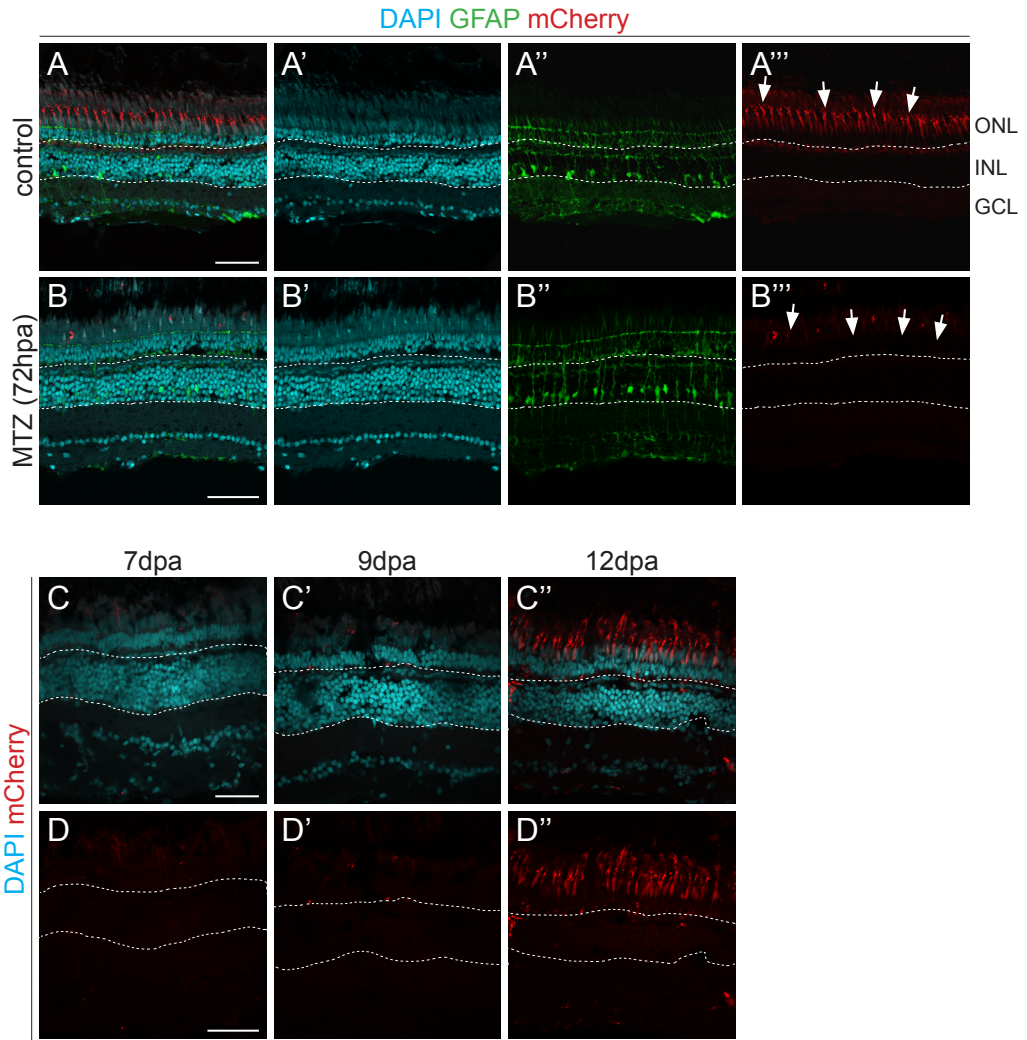 DAPI GFAP mCherry
A A' A'' A'''
control
ONL
INL
GCL
B B' B'' B'''
MTZ (72hpa)
7dpa 9dpa 12dpa
C C' C''
DAPI mCherry
D D' D''